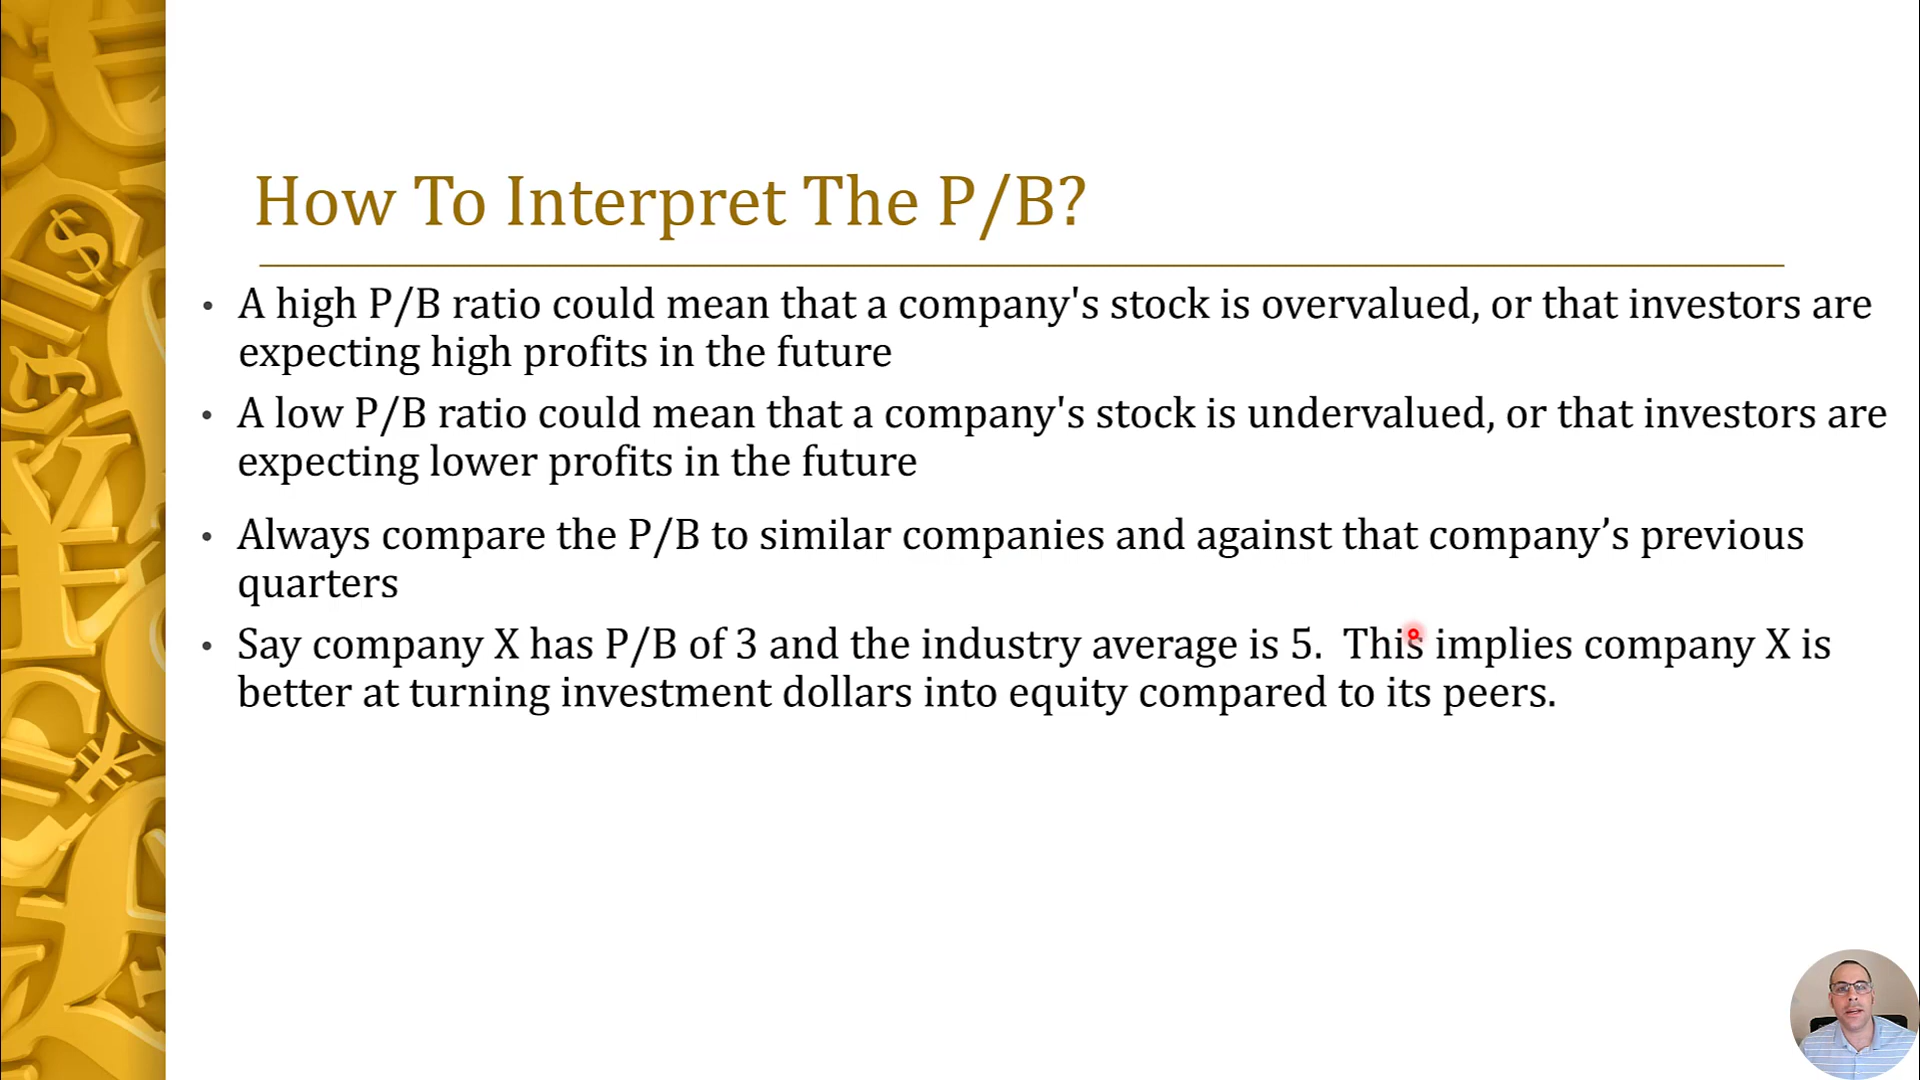 How To Interpret The P/B?
• A high P/B ratio could mean that a company's stock is overvalued, or that investors are
expecting high profits in the future
• A low P/B ratio could mean that a company's stock is undervalued, or that investors are
expecting lower profits in the future
• Always compare the P/B to similar companies and against that company’s previous
quarters
• Say company X has P/B of 3 and the industry average is 5.  This implies company X is
better at turning investment dollars into equity compared to its peers.